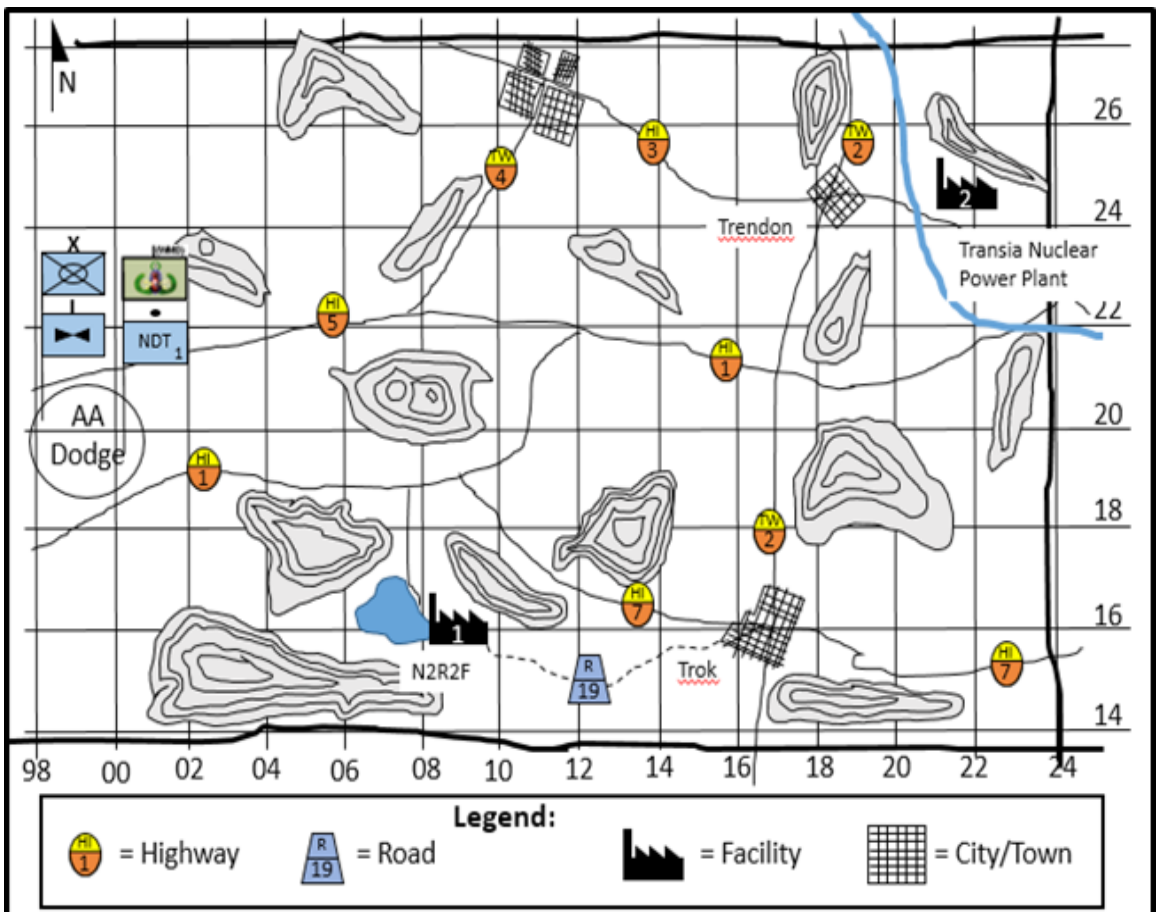 N
26
HI
3
TW
2
TW
4
2
24
Trendon
Transia Nuclear
Power Plant
X
I
NDT 1
HI
5
22
HI
1
AA
Dodge
20
HI
1
18
TW
2
HI
7
16
1
N2R2F
R
19
Trok
HI
7
14
98 00 02 04 06 08 10 12 14 16 18 20 22 24
Legend:
HI
1
= Highway
R
19
= Road
= Facility
= City/Town